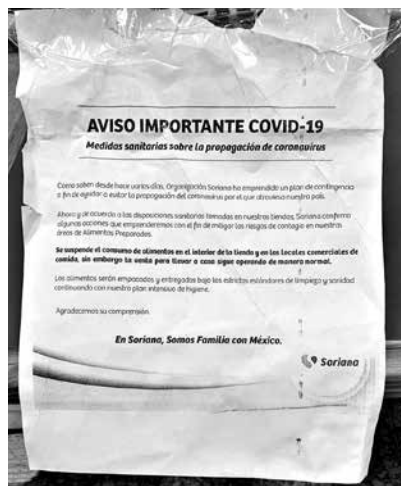 AVISO IMPORTANTE COVID-19
Medidas sanitarias sobre la propagación de coronavirus
Como saben desde hace varios días, Organización Soriana ha emprendido un plan de contingencia
a fin de ayudar a evitar la propagación del coronavirus por el que atraviesa nuestro país.
Ahora y de acuerdo a las disposiciones sanitarias tomadas en nuestras tiendas, Soriana confirma
algunas acciones que emprenderemos con el fin de mitigar los riesgos de contagio en nuestras
áreas de Alimentos Preparados.
Se suspende el consumo de alimentos en el interior de la tienda y en los locales comerciales de
comida, sin embargo la venta para llevar a casa sigue operando de manera normal.
Los alimentos serán empacados y entregados bajo los estrictos estándares de limpieza y sanidad
continuando con nuestro plan intensivo de higiene.
Agradecemos su comprensión.
En Soriana, Somos Familia con México.
Soriana